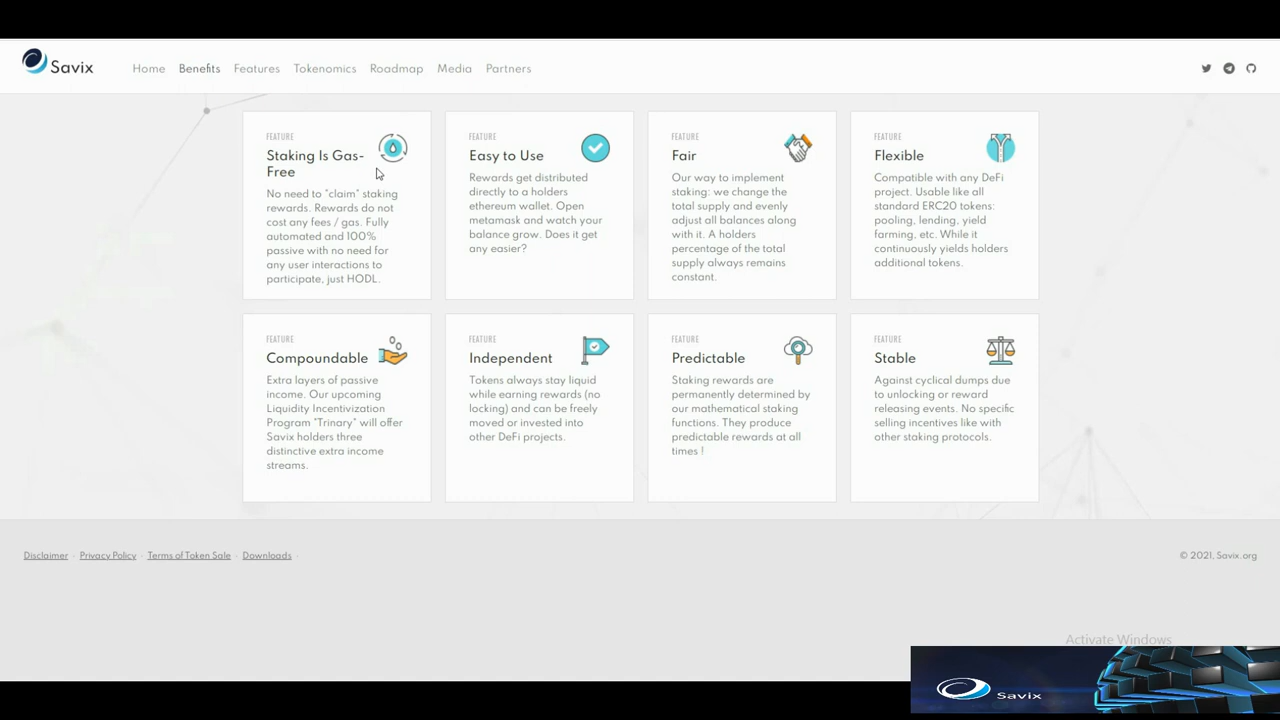 Savix
Home Benefits Features Tokenomics Roadmap Media Partners
FEATURE
Staking Is Gas-
Free
No need to "claim" staking
rewards. Rewards do not
cost any fees / gas. Fully
automated and 100%
passive with no need for
any user interactions to
participate, just HODL.
FEATURE
Easy to Use
Rewards get distributed
directly to a holders
ethereum wallet. Open
metamask and watch your
balance grow. Does it get
any easier?
FEATURE
Fair
Our way to implement
staking: we change the
total supply and evenly
adjust all balances along
with it. A holders
percentage of the total
supply always remains
constant.
FEATURE
Flexible
Compatible with any DeFi
project. Usable like all
standard ERC20 tokens:
pooling, lending, yield
farming, etc. While it
continuously yields holders
additional tokens.
FEATURE
Compoundable
Extra layers of passive
income. Our upcoming
Liquidity Incentivization
Program "Trinary" will offer
Savix holders three
distinctive extra income
streams.
FEATURE
Independent
Tokens always stay liquid
while earning rewards (no
locking) and can be freely
moved or invested into
other DeFi projects.
FEATURE
Predictable
Staking rewards are
permanently determined by
our mathematical staking
functions. They produce
predictable rewards at all
times !
FEATURE
Stable
Against cyclical dumps due
to unlocking or reward
releasing events. No specific
selling incentives like with
other staking protocols.
Disclaimer - Privacy Policy - Terms of Token Sale - Downloads -
© 2021, Savix.org
Activate Windows
Savix